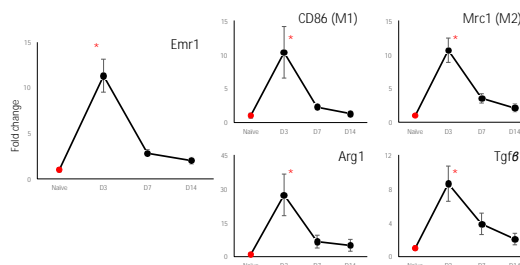 Emr1
*
15
10
5
0
Fold change
Naive D3 D7 D14
CD86 (M1)
*
15
10
5
0
Naive D3 D7 D14
Mrc1 (M2)
*
15
10
5
0
Naive D3 D7 D14
Arg1
*
45
30
15
0
Tgfβ
*
12
8
4
0